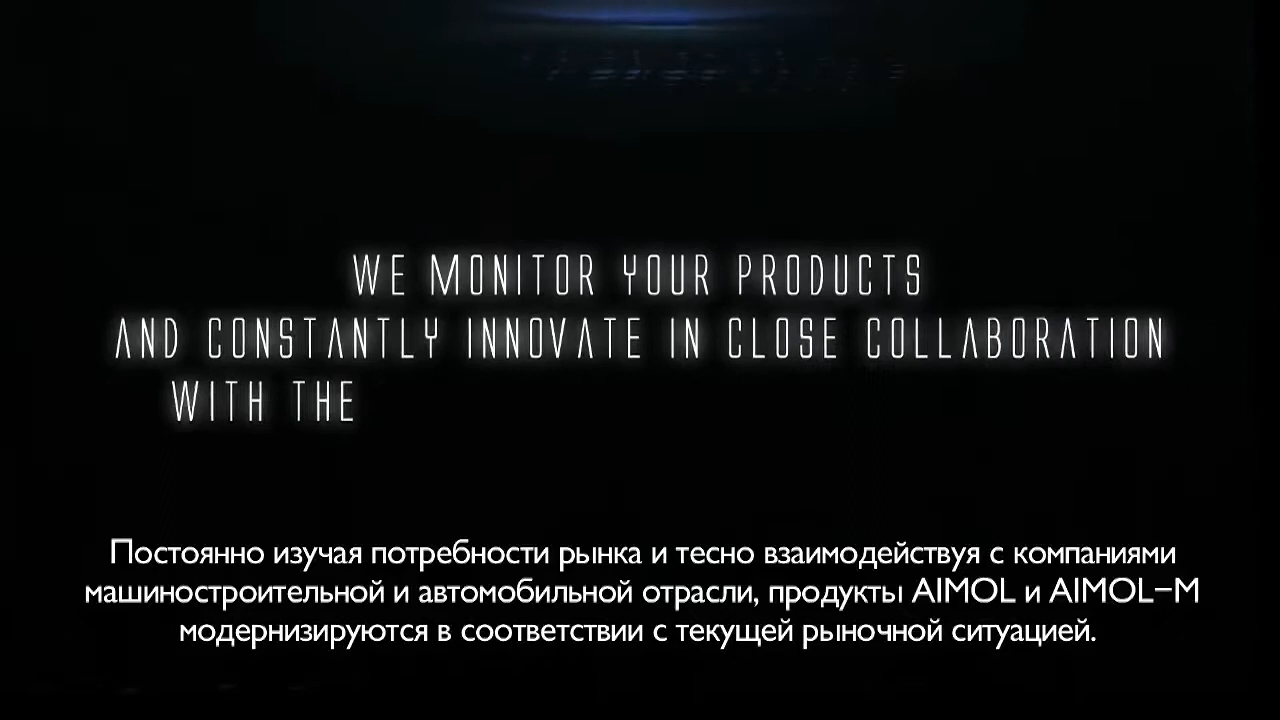 WE MONITOR YOUR PRODUCTS
AND CONSTANTLY INNOVATE IN CLOSE COLLABORATION
WITH THE
Постоянно изучая потребности рынка и тесно взаимодействуя с компаниями
машиностроительной и автомобильной отрасли, продукты AIMOL и AIMOL–M
модернизируются в соответствии с текущей рыночной ситуацией.